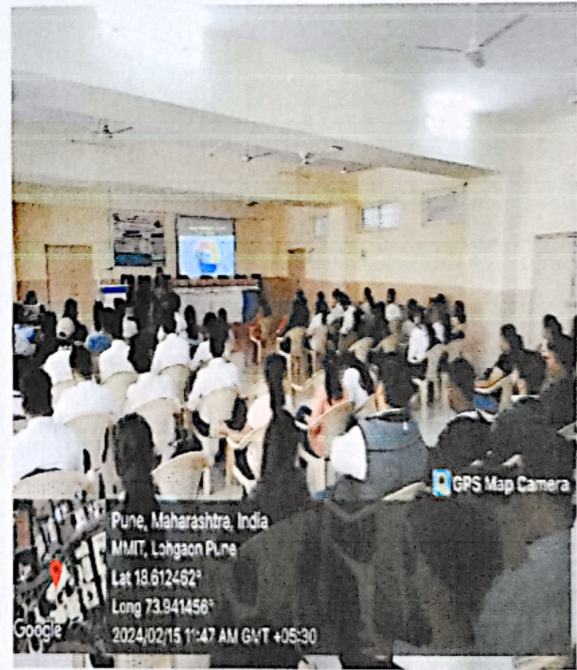 GPS Map Camera
Pune, Maharashtra, India
MMIT, Lohgaon Pune
Lat 18.612462°
Long 73.941456°
2024/02/15 11:47 AM GMT +05:30
Google